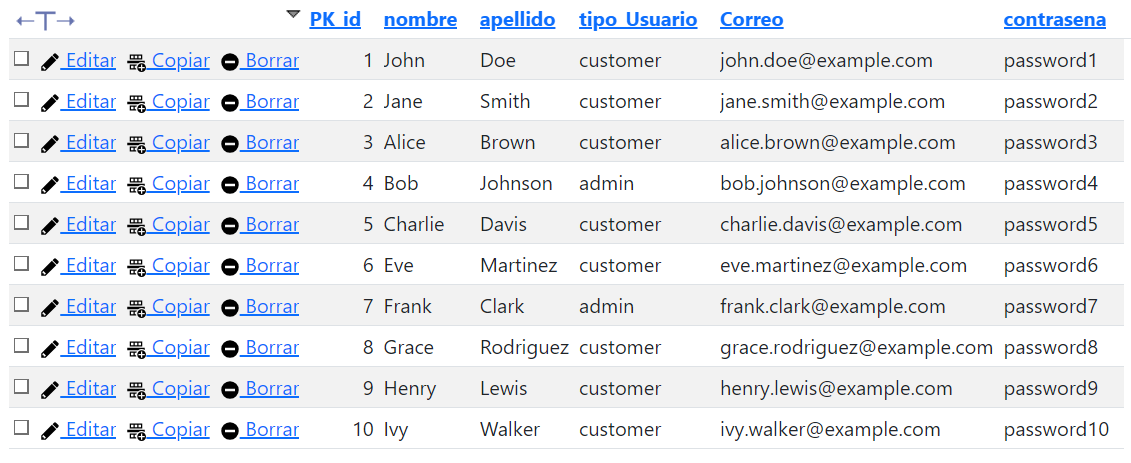 PK_id nombre apellido tipo_Usuario Correo contrasena
Editar Copiar Borrar 1 John Doe customer john.doe@example.com password1
Editar Copiar Borrar 2 Jane Smith customer jane.smith@example.com password2
Editar Copiar Borrar 3 Alice Brown customer alice.brown@example.com password3
Editar Copiar Borrar 4 Bob Johnson admin bob.johnson@example.com password4
Editar Copiar Borrar 5 Charlie Davis customer charlie.davis@example.com password5
Editar Copiar Borrar 6 Eve Martinez customer eve.martinez@example.com password6
Editar Copiar Borrar 7 Frank Clark admin frank.clark@example.com password7
Editar Copiar Borrar 8 Grace Rodriguez customer grace.rodriguez@example.com password8
Editar Copiar Borrar 9 Henry Lewis customer henry.lewis@example.com password9
Editar Copiar Borrar 10 Ivy Walker customer ivy.walker@example.com password10